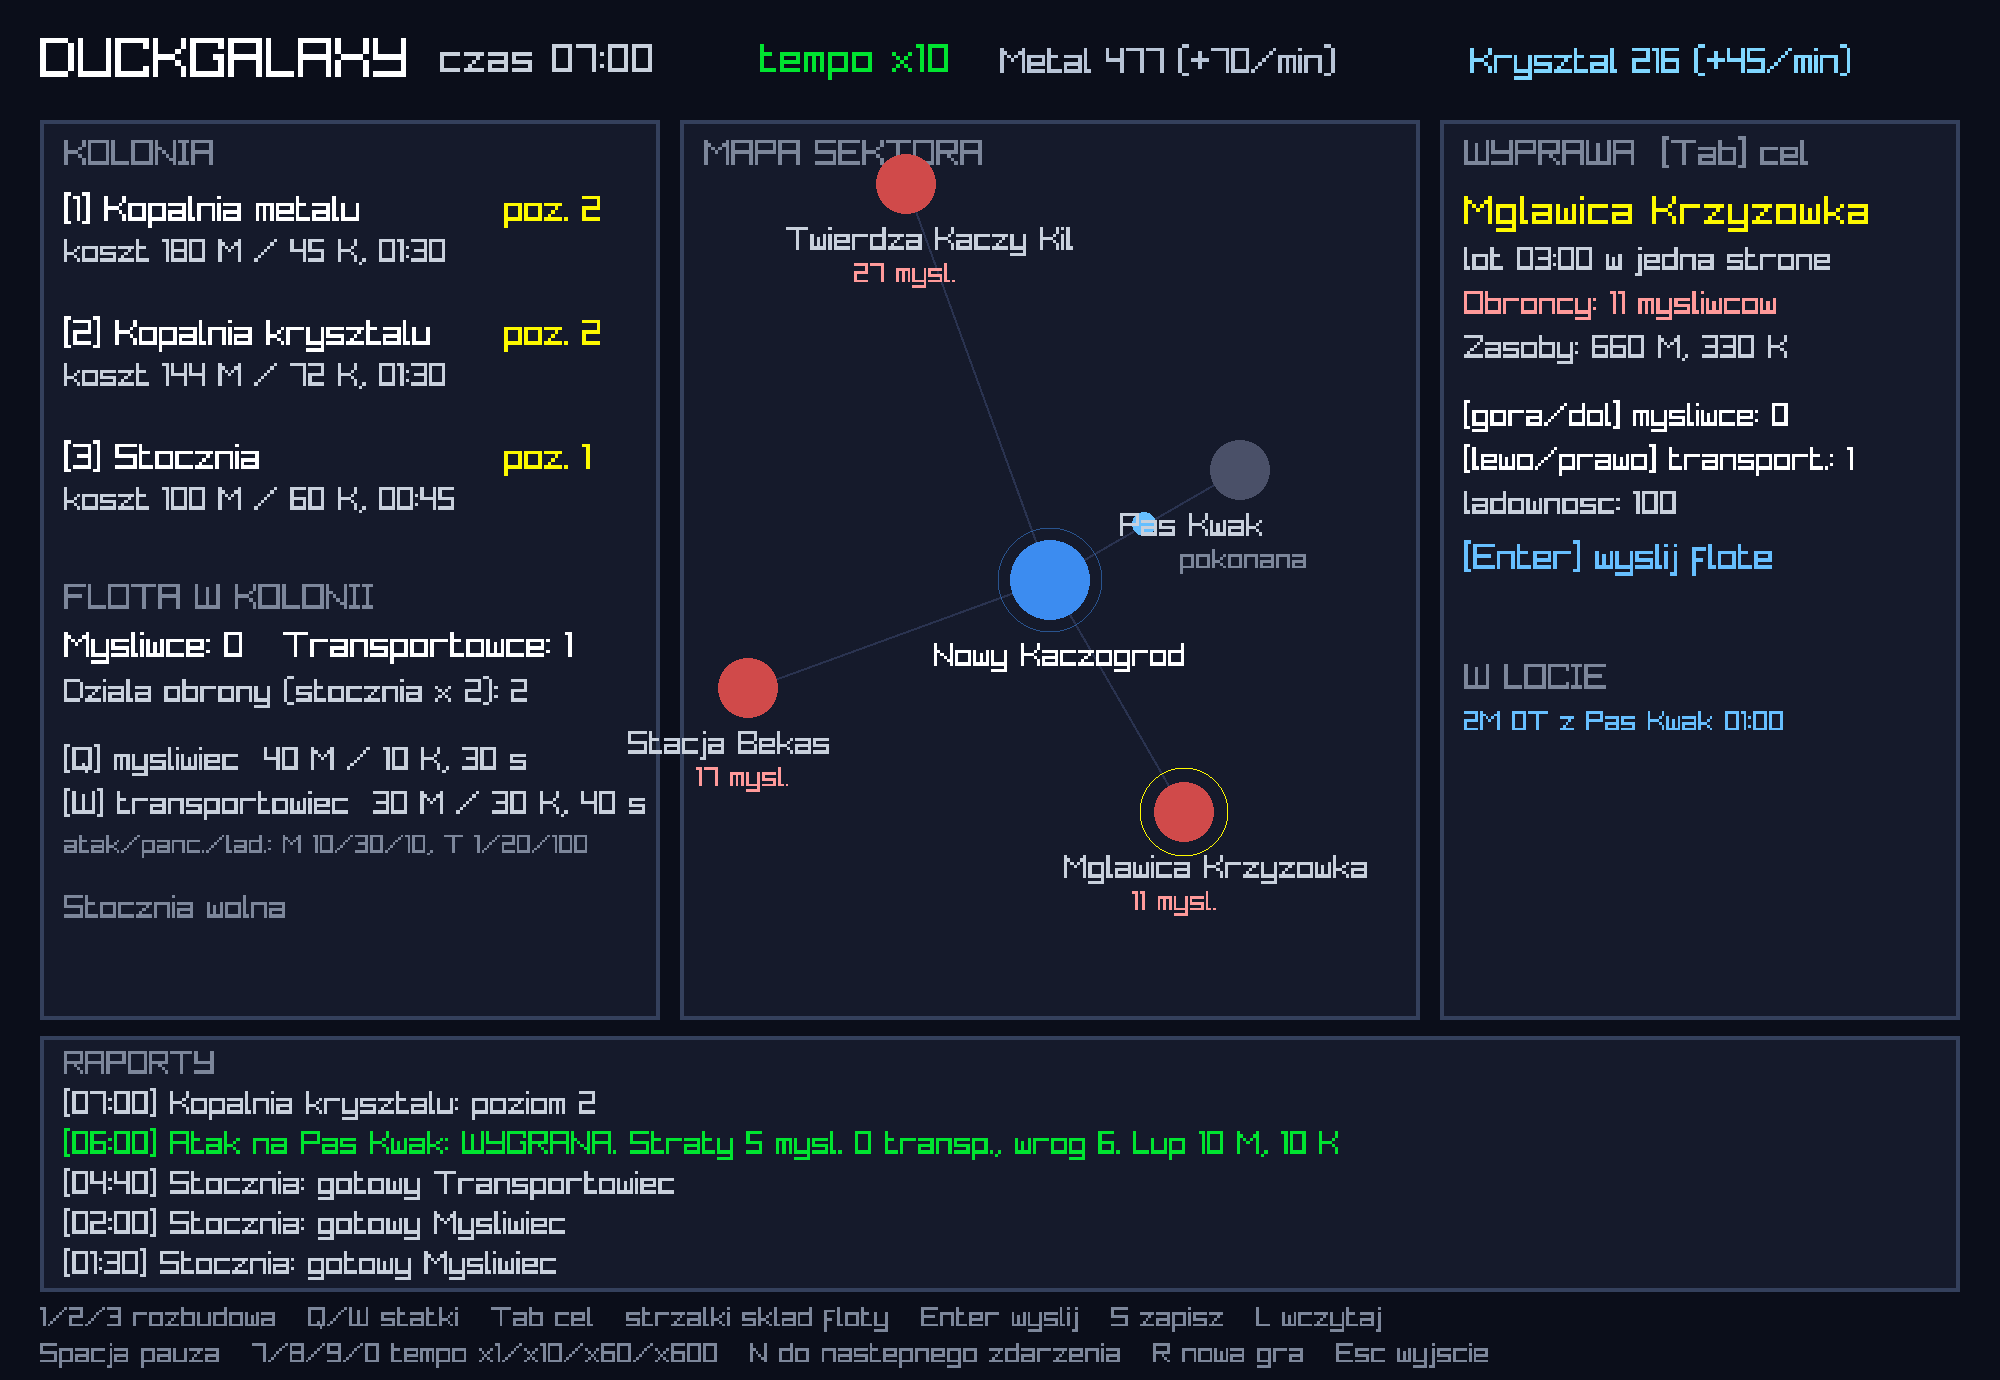 DUCKGALAXY czas 07:00 tempo x10 Metal 477 (+70/min) Krysztal 216 (+45/min)
KOLONIA
[1] Kopalnia metalu poz. 2
koszt 180 M / 45 K, 01:30
[2] Kopalnia krysztalu poz. 2
koszt 144 M / 72 K, 01:30
[3] Stocznia poz. 1
koszt 100 M / 60 K, 00:45
FLOTA W KOLONII
Mysliwce: 0 Transportowce: 1
Dziala obrony (stocznia x 2): 2
[Q] mysliwiec 40 M / 10 K, 30 s
[W] transportowiec 30 M / 30 K, 40 s
atak/panc./lad.: M 10/30/10, T 1/20/100
Stocznia wolna
MAPA SEKTORA
Twierdza Kaczy Kil
27 mysl.
Pas Kwak
pokonana
Nowy Kaczogrod
Stacja Bekas
17 mysl.
Mglawica Krzyzowka
11 mysl.
WYPRAWA [Tab] cel
Mglawica Krzyzowka
lot 03:00 w jedna strone
Obroncy: 11 mysliwcow
Zasoby: 660 M, 330 K
[gora/dol] mysliwce: 0
[lewo/prawo] transport.: 1
ladownosc: 100
[Enter] wyslij flote
W LOCIE
2M 0T z Pas Kwak 01:00
RAPORTY
[07:00] Kopalnia krysztalu: poziom 2
[06:00] Atak na Pas Kwak: WYGRANA. Straty 5 mysl. 0 transp., wrog 6. Lup 10 M, 10 K
[04:40] Stocznia: gotowy Transportowiec
[02:00] Stocznia: gotowy Mysliwiec
[01:30] Stocznia: gotowy Mysliwiec
1/2/3 rozbudowa Q/W statki Tab cel strzalki sklad floty Enter wyslij S zapisz L wczytaj
Spacja pauza 7/8/9/0 tempo x1/x10/x60/x600 N do nastepnego zdarzenia R nowa gra Esc wyjscie